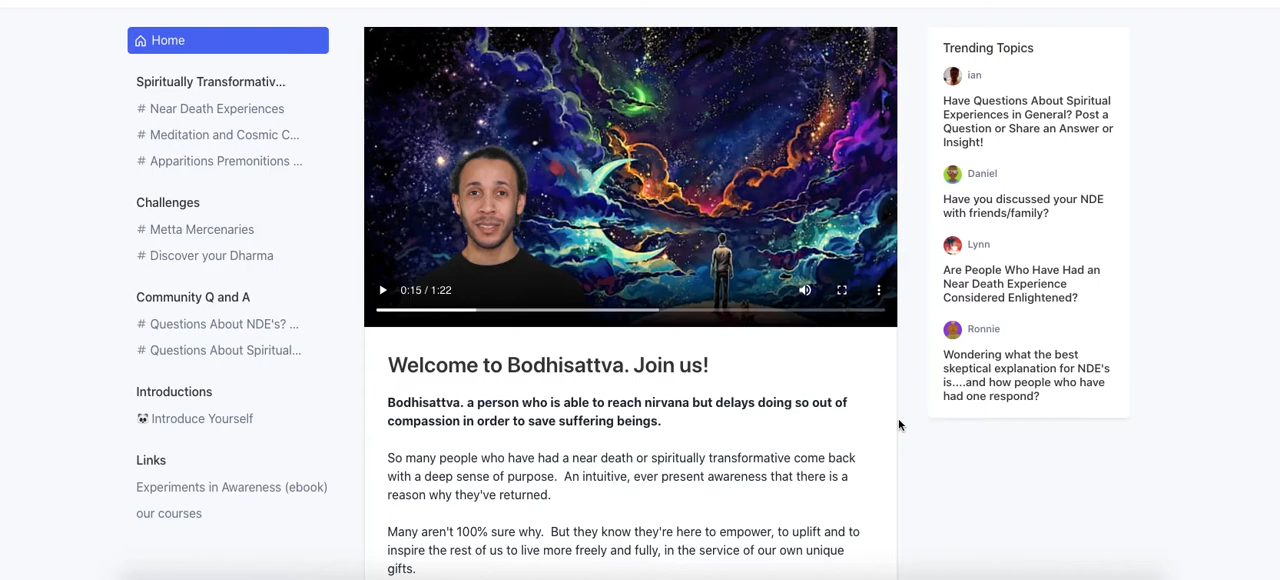 Home
Spiritually Transformativ...
# Near Death Experiences
# Meditation and Cosmic C...
# Apparitions Premonitions ...
Challenges
# Metta Mercenaries
# Discover your Dharma
Community Q and A
# Questions About NDE's? ...
# Questions About Spiritual...
Introductions
🐼 Introduce Yourself
Links
Experiments in Awareness (ebook)
our courses
0:15 / 1:22
Welcome to Bodhisattva. Join us!
Bodhisattva. a person who is able to reach nirvana but delays doing so out of
compassion in order to save suffering beings.
So many people who have had a near death or spiritually transformative come back
with a deep sense of purpose.  An intuitive, ever present awareness that there is a
reason why they've returned.
Many aren't 100% sure why.  But they know they're here to empower, to uplift and to
inspire the rest of us to live more freely and fully, in the service of our own unique
gifts.
Trending Topics
ian
Have Questions About Spiritual
Experiences in General? Post a
Question or Share an Answer or
Insight!
Daniel
Have you discussed your NDE
with friends/family?
Lynn
Are People Who Have Had an
Near Death Experience
Considered Enlightened?
Ronnie
Wondering what the best
skeptical explanation for NDE's
is....and how people who have
had one respond?